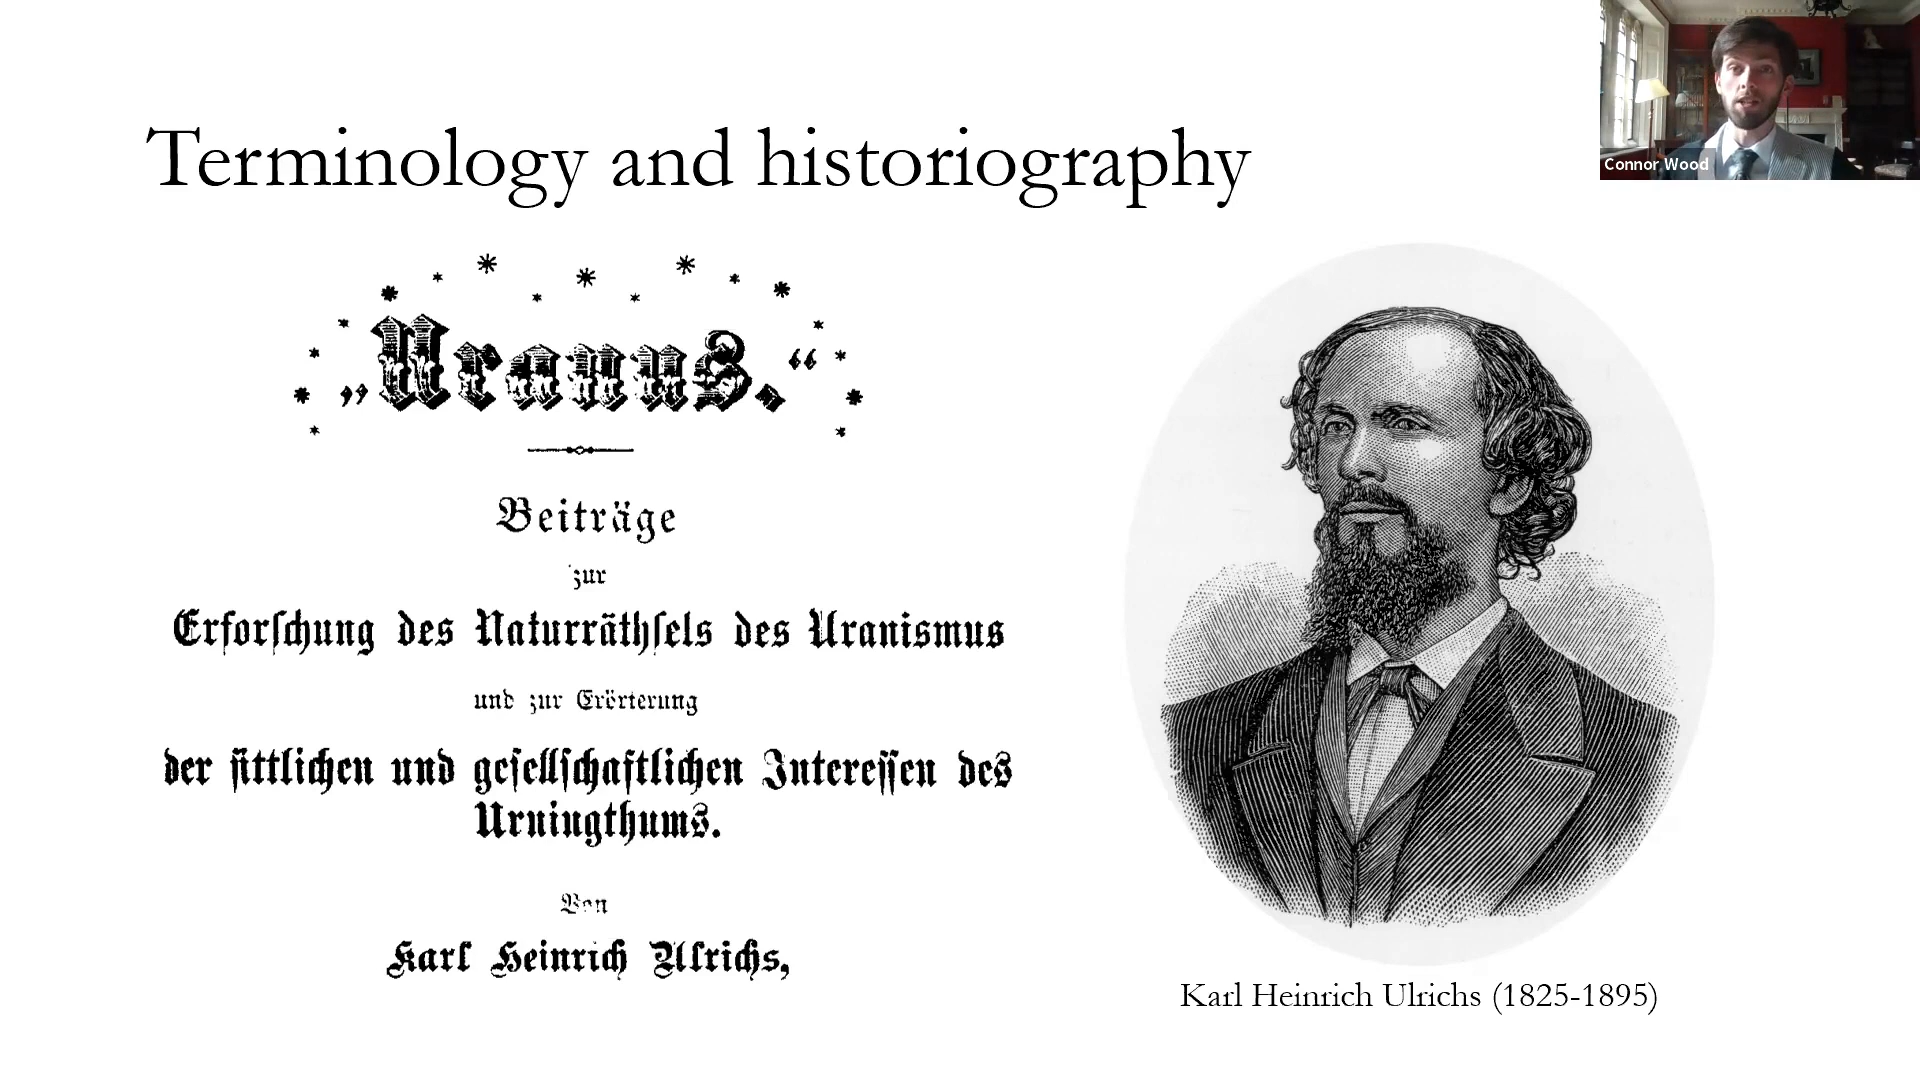 Connor Wood
Terminology and historiography
„Uranus.“
Beiträge
zur
Erforſchung des Naturräthſels des Uranismus
und zur Erörterung
der ſittlichen und geſellſchaftlichen Intereſſen des
Urningthums.
Von
Karl Heinrich Ulrichs,
Karl Heinrich Ulrichs (1825-1895)